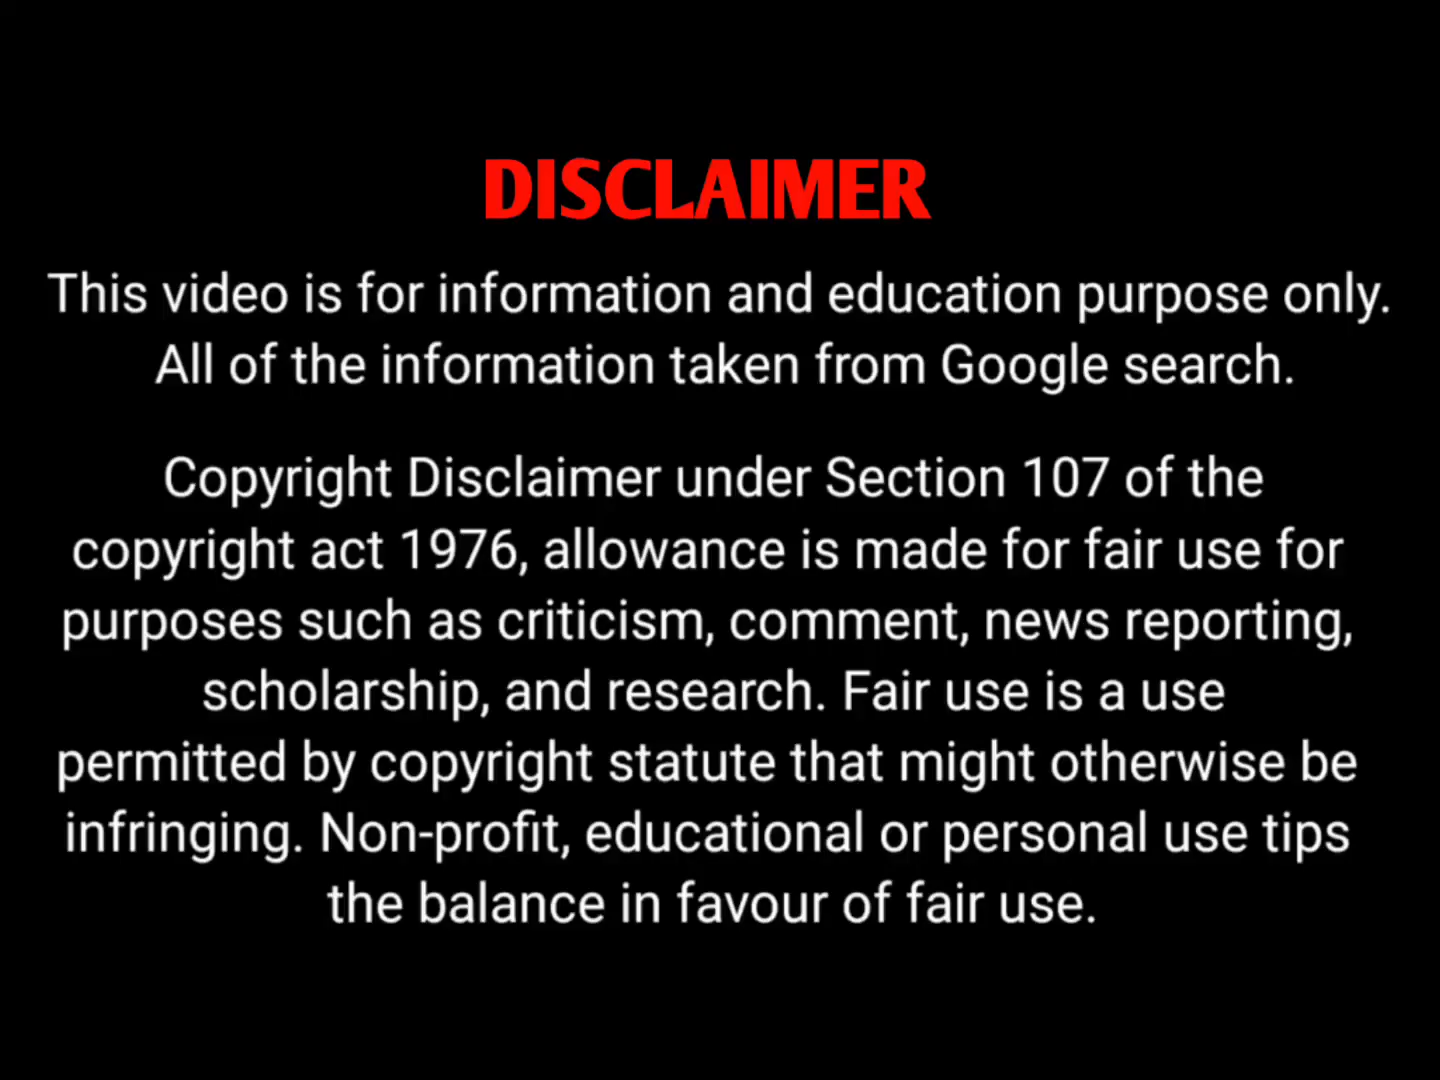 DISCLAIMER
This video is for information and education purpose only.
All of the information taken from Google search.
Copyright Disclaimer under Section 107 of the
copyright act 1976, allowance is made for fair use for
purposes such as criticism, comment, news reporting,
scholarship, and research. Fair use is a use
permitted by copyright statute that might otherwise be
infringing. Non-profit, educational or personal use tips
the balance in favour of fair use.